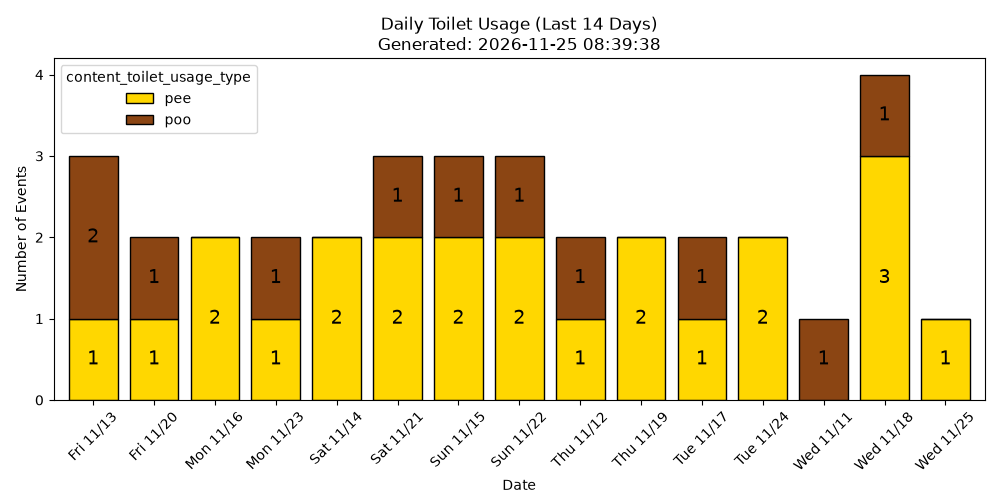 Daily Toilet Usage (Last 14 Days)
Generated: 2026-11-25 08:39:38
content_toilet_usage_type
pee
poo
Number of Events
4
3
2
1
0
2
1
1
1
2
1
1
2
1
2
1
2
1
2
1
1
2
1
1
2
1
1
3
1
Fri 11/13
Fri 11/20
Mon 11/16
Mon 11/23
Sat 11/14
Sat 11/21
Sun 11/15
Sun 11/22
Thu 11/12
Thu 11/19
Tue 11/17
Tue 11/24
Wed 11/11
Wed 11/18
Wed 11/25
Date